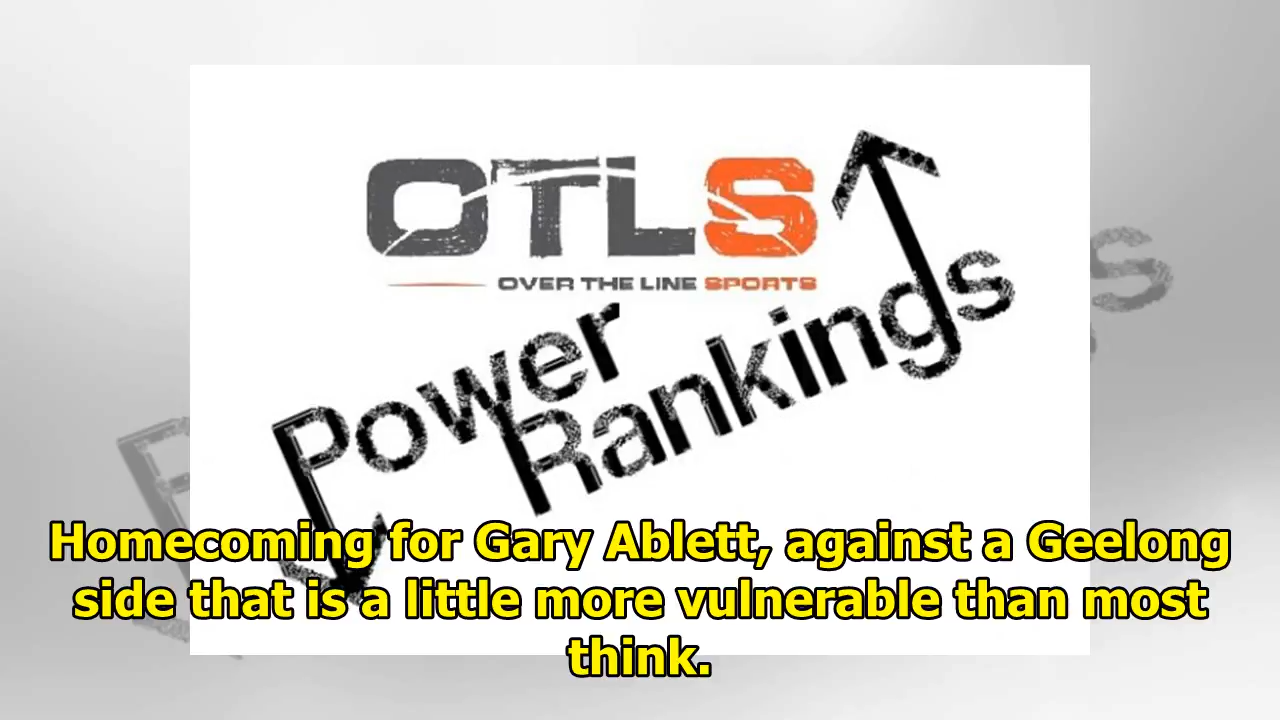 OTLS
OVER THE LINE SPORTS
Power
Rankings
Homecoming for Gary Ablett, against a Geelong
side that is a little more vulnerable than most
think.